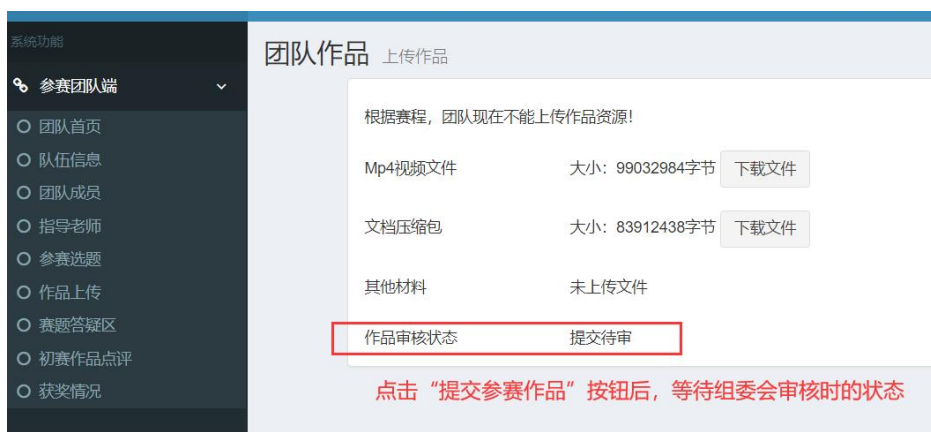 系统功能
参赛团队端
团队首页
队伍信息
团队成员
指导老师
参赛选题
作品上传
赛题答疑区
初赛作品点评
获奖情况
团队作品 上传作品
根据赛程，团队现在不能上传作品资源！
Mp4视频文件 大小：99032984字节 下载文件
文档压缩包 大小：83912438字节 下载文件
其他材料 未上传文件
作品审核状态 提交待审
点击“提交参赛作品”按钮后，等待组委会审核时的状态